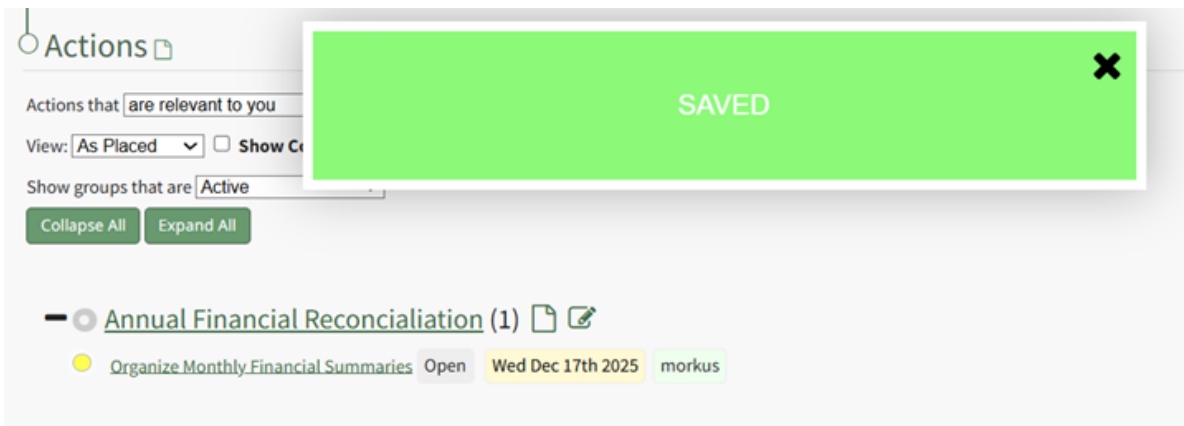 Actions
SAVED
Actions that are relevant to you
View: As Placed Show
Show groups that are Active
Collapse All Expand All
Annual Financial Reconcialiation (1)
Organize Monthly Financial Summaries Open Wed Dec 17th 2025 morkus